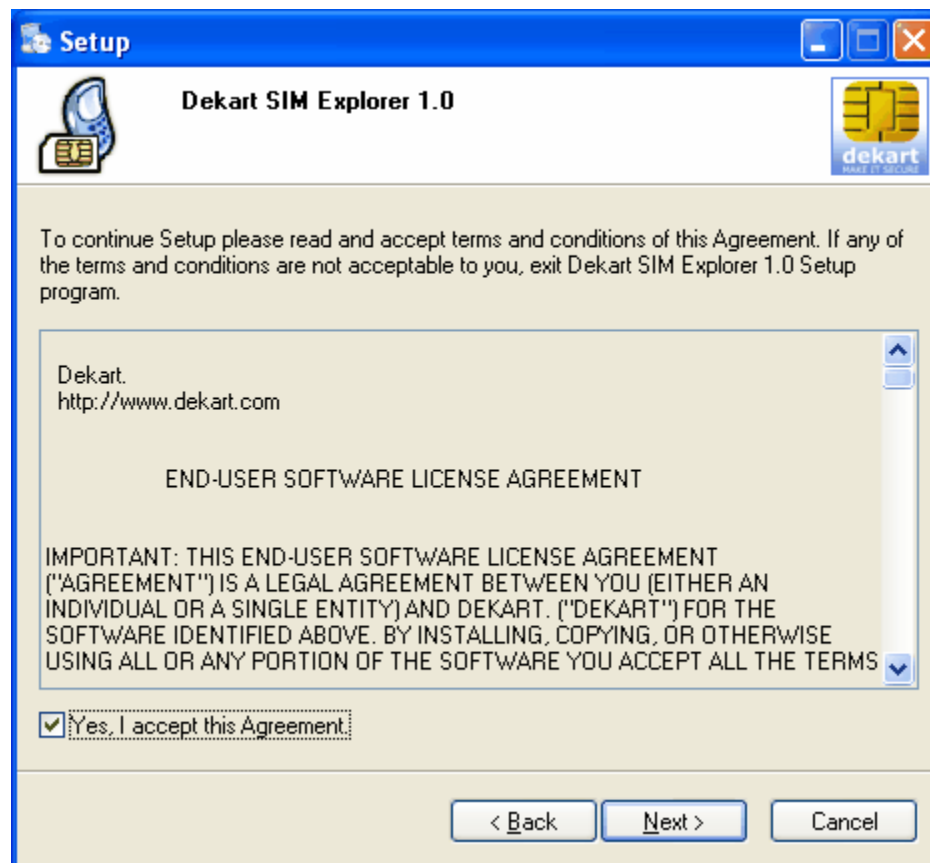 Setup
Dekart SIM Explorer 1.0
dekart
MAKE IT SECURE
To continue Setup please read and accept terms and conditions of this Agreement. If any of
the terms and conditions are not acceptable to you, exit Dekart SIM Explorer 1.0 Setup
program.
Dekart.
http://www.dekart.com
END-USER SOFTWARE LICENSE AGREEMENT
IMPORTANT: THIS END-USER SOFTWARE LICENSE AGREEMENT
("AGREEMENT") IS A LEGAL AGREEMENT BETWEEN YOU (EITHER AN
INDIVIDUAL OR A SINGLE ENTITY) AND DEKART. ("DEKART") FOR THE
SOFTWARE IDENTIFIED ABOVE. BY INSTALLING, COPYING, OR OTHERWISE
USING ALL OR ANY PORTION OF THE SOFTWARE YOU ACCEPT ALL THE TERMS
Yes, I accept this Agreement.
< Back
Next >
Cancel